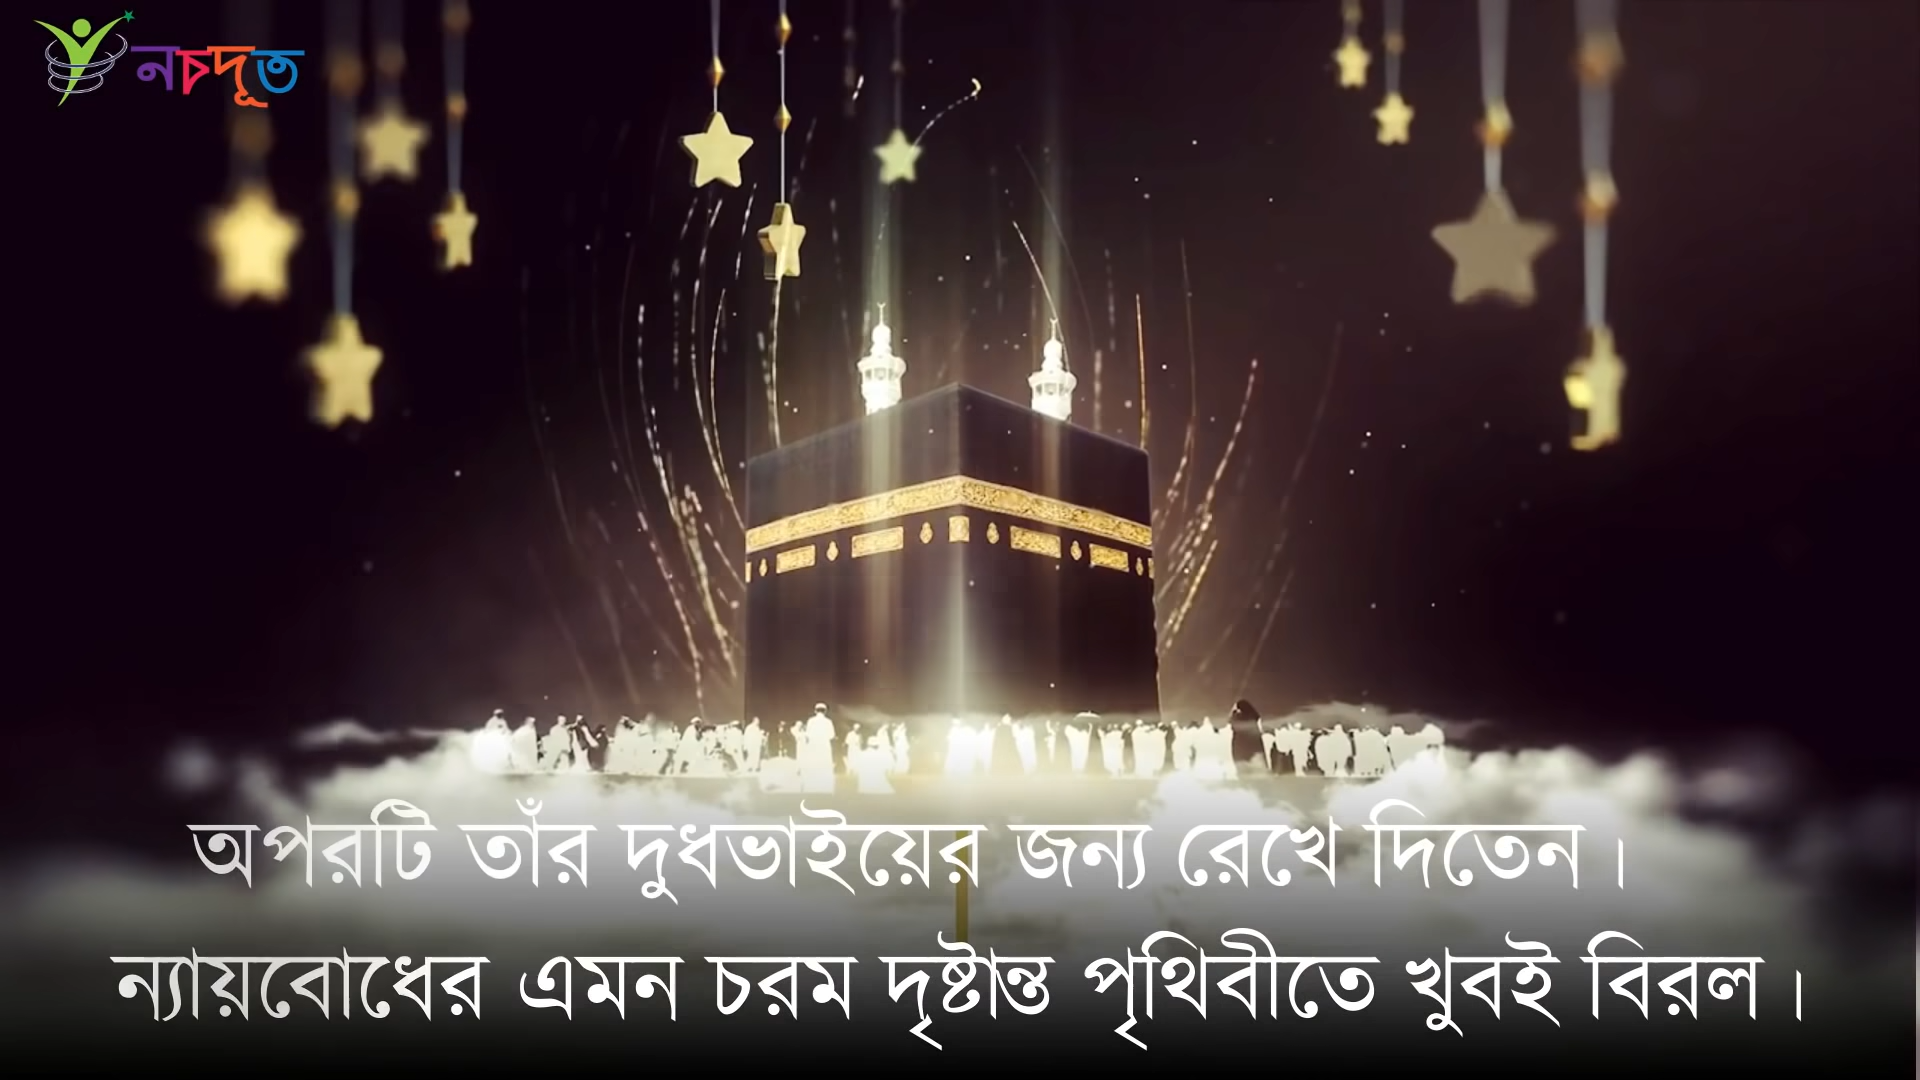 নচদূত
অপরটি তাঁর দুধভাইয়ের জন্য রেখে দিতেন।
ন্যায়বোধের এমন চরম দৃষ্টান্ত পৃথিবীতে খুবই বিরল।